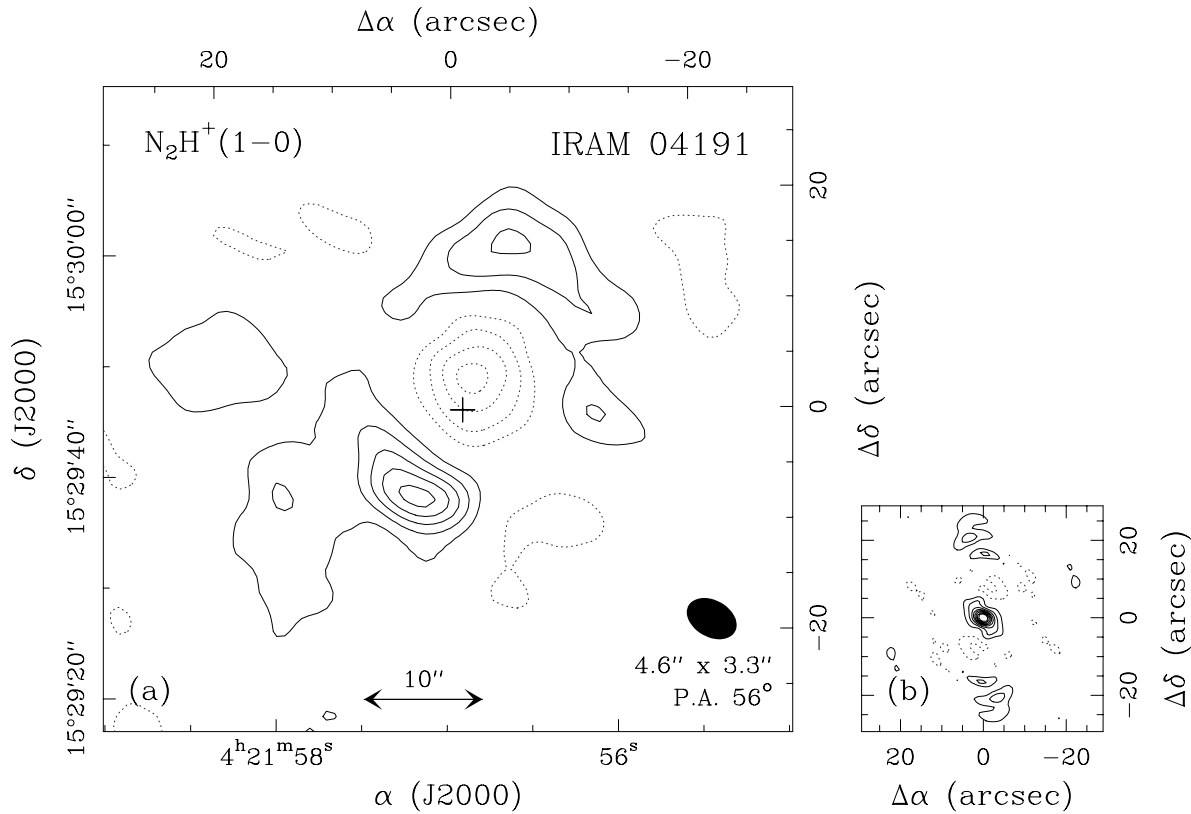 Δα (arcsec)
20 0 −20
N₂H⁺(1−0) IRAM 04191
15°30'00"
15°29'40"
15°29'20"
δ (J2000)
20
0
−20
Δδ (arcsec)
4.6" x 3.3"
P.A. 56°
10"
(a)
4ʰ21ᵐ58ˢ 56ˢ
α (J2000)
(b)
20
0
−20
Δδ (arcsec)
20 0 −20
Δα (arcsec)